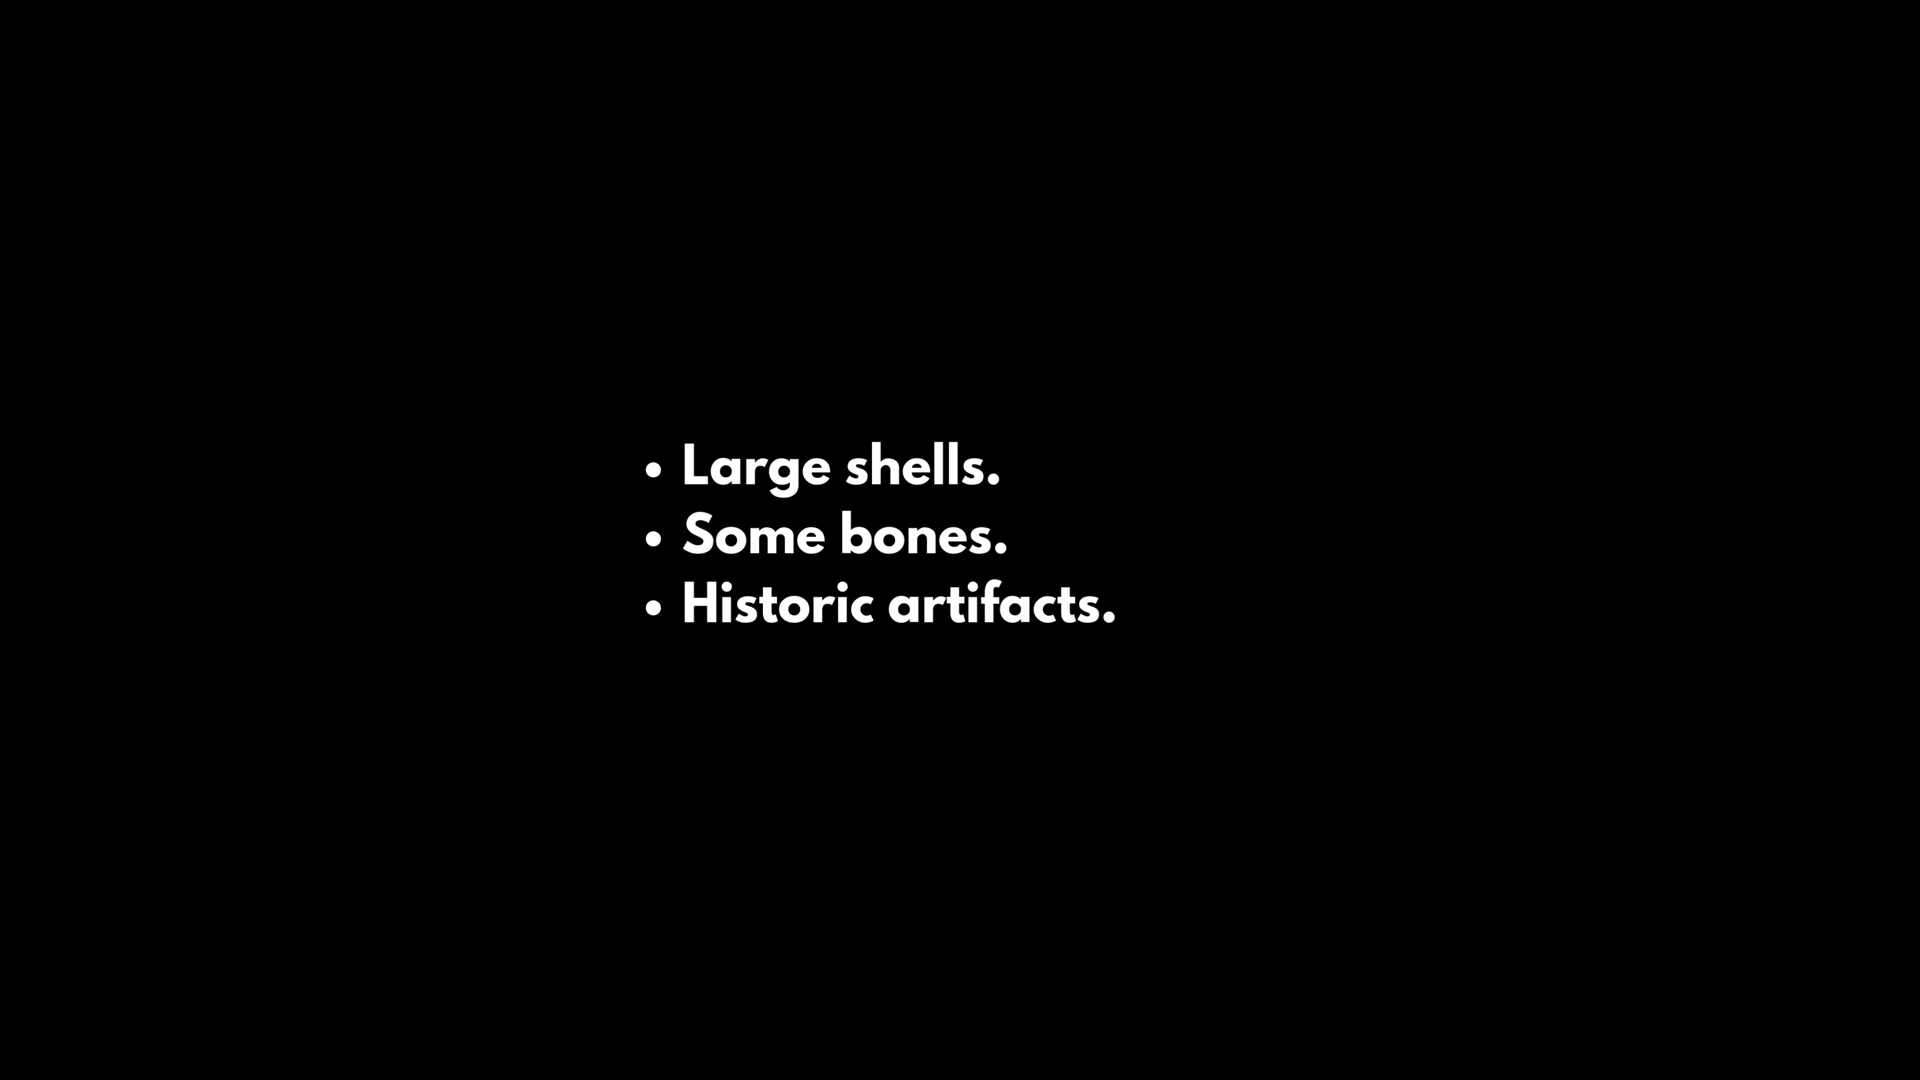 • Large shells.
• Some bones.
• Historic artifacts.